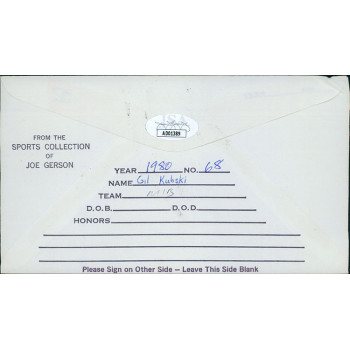 AD01389
FROM THE
SPORTS COLLECTION
OF
JOE GERSON
YEAR 1980 NO. 68
NAME Gil Kubski
TEAM
D.O.B. D.O.D.
HONORS
Please Sign on Other Side – Leave This Side Blank